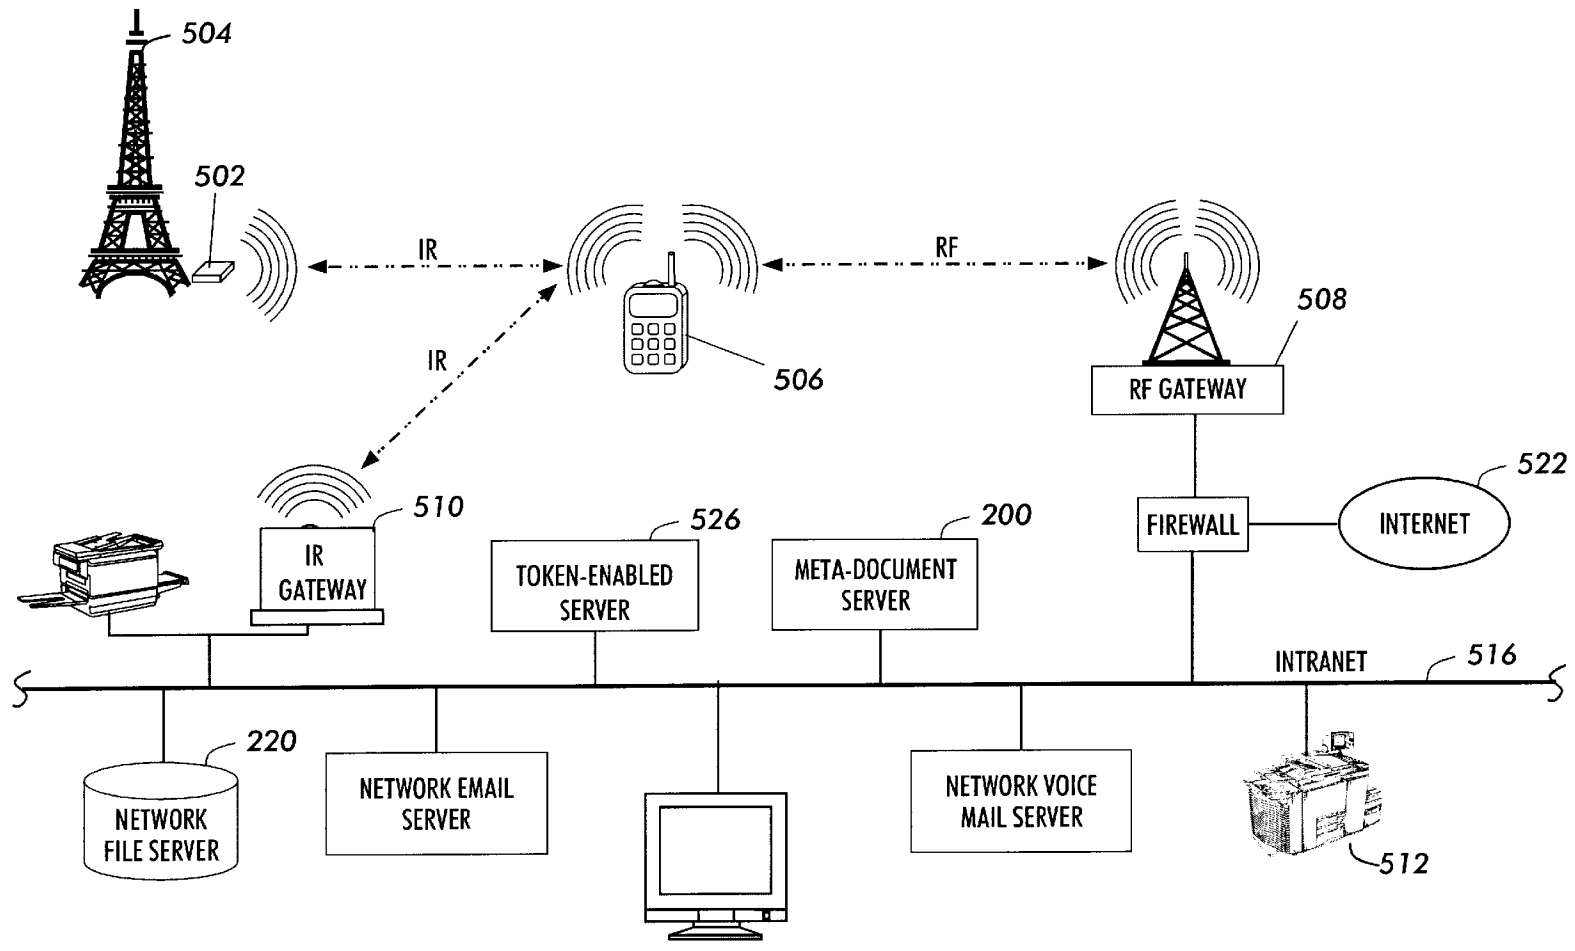 504
502
IR
RF
508
IR
506
RF GATEWAY
522
510
526
200
FIREWALL
INTERNET
IR
GATEWAY
TOKEN-ENABLED
SERVER
META-DOCUMENT
SERVER
INTRANET
516
220
NETWORK
FILE SERVER
NETWORK EMAIL
SERVER
NETWORK VOICE
MAIL SERVER
512